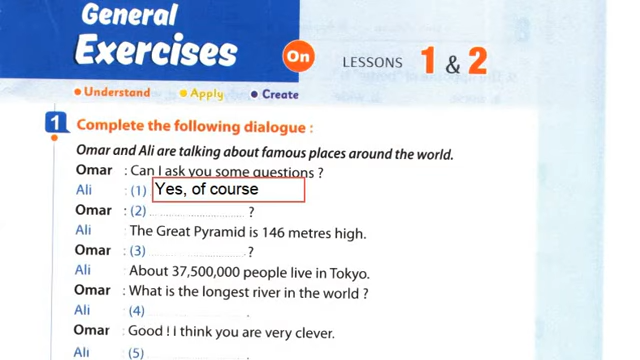 General
Exercises On LESSONS 1 & 2
Understand Apply Create
1 Complete the following dialogue :
Omar and Ali are talking about famous places around the world.
Omar : Can I ask you some questions ?
Ali : (1) Yes, of course
Omar : (2) ............................ ?
Ali : The Great Pyramid is 146 metres high.
Omar : (3) ............................ ?
Ali : About 37,500,000 people live in Tokyo.
Omar : What is the longest river in the world ?
Ali : (4) ............................ .
Omar : Good ! I think you are very clever.
Ali : (5) ............................ .